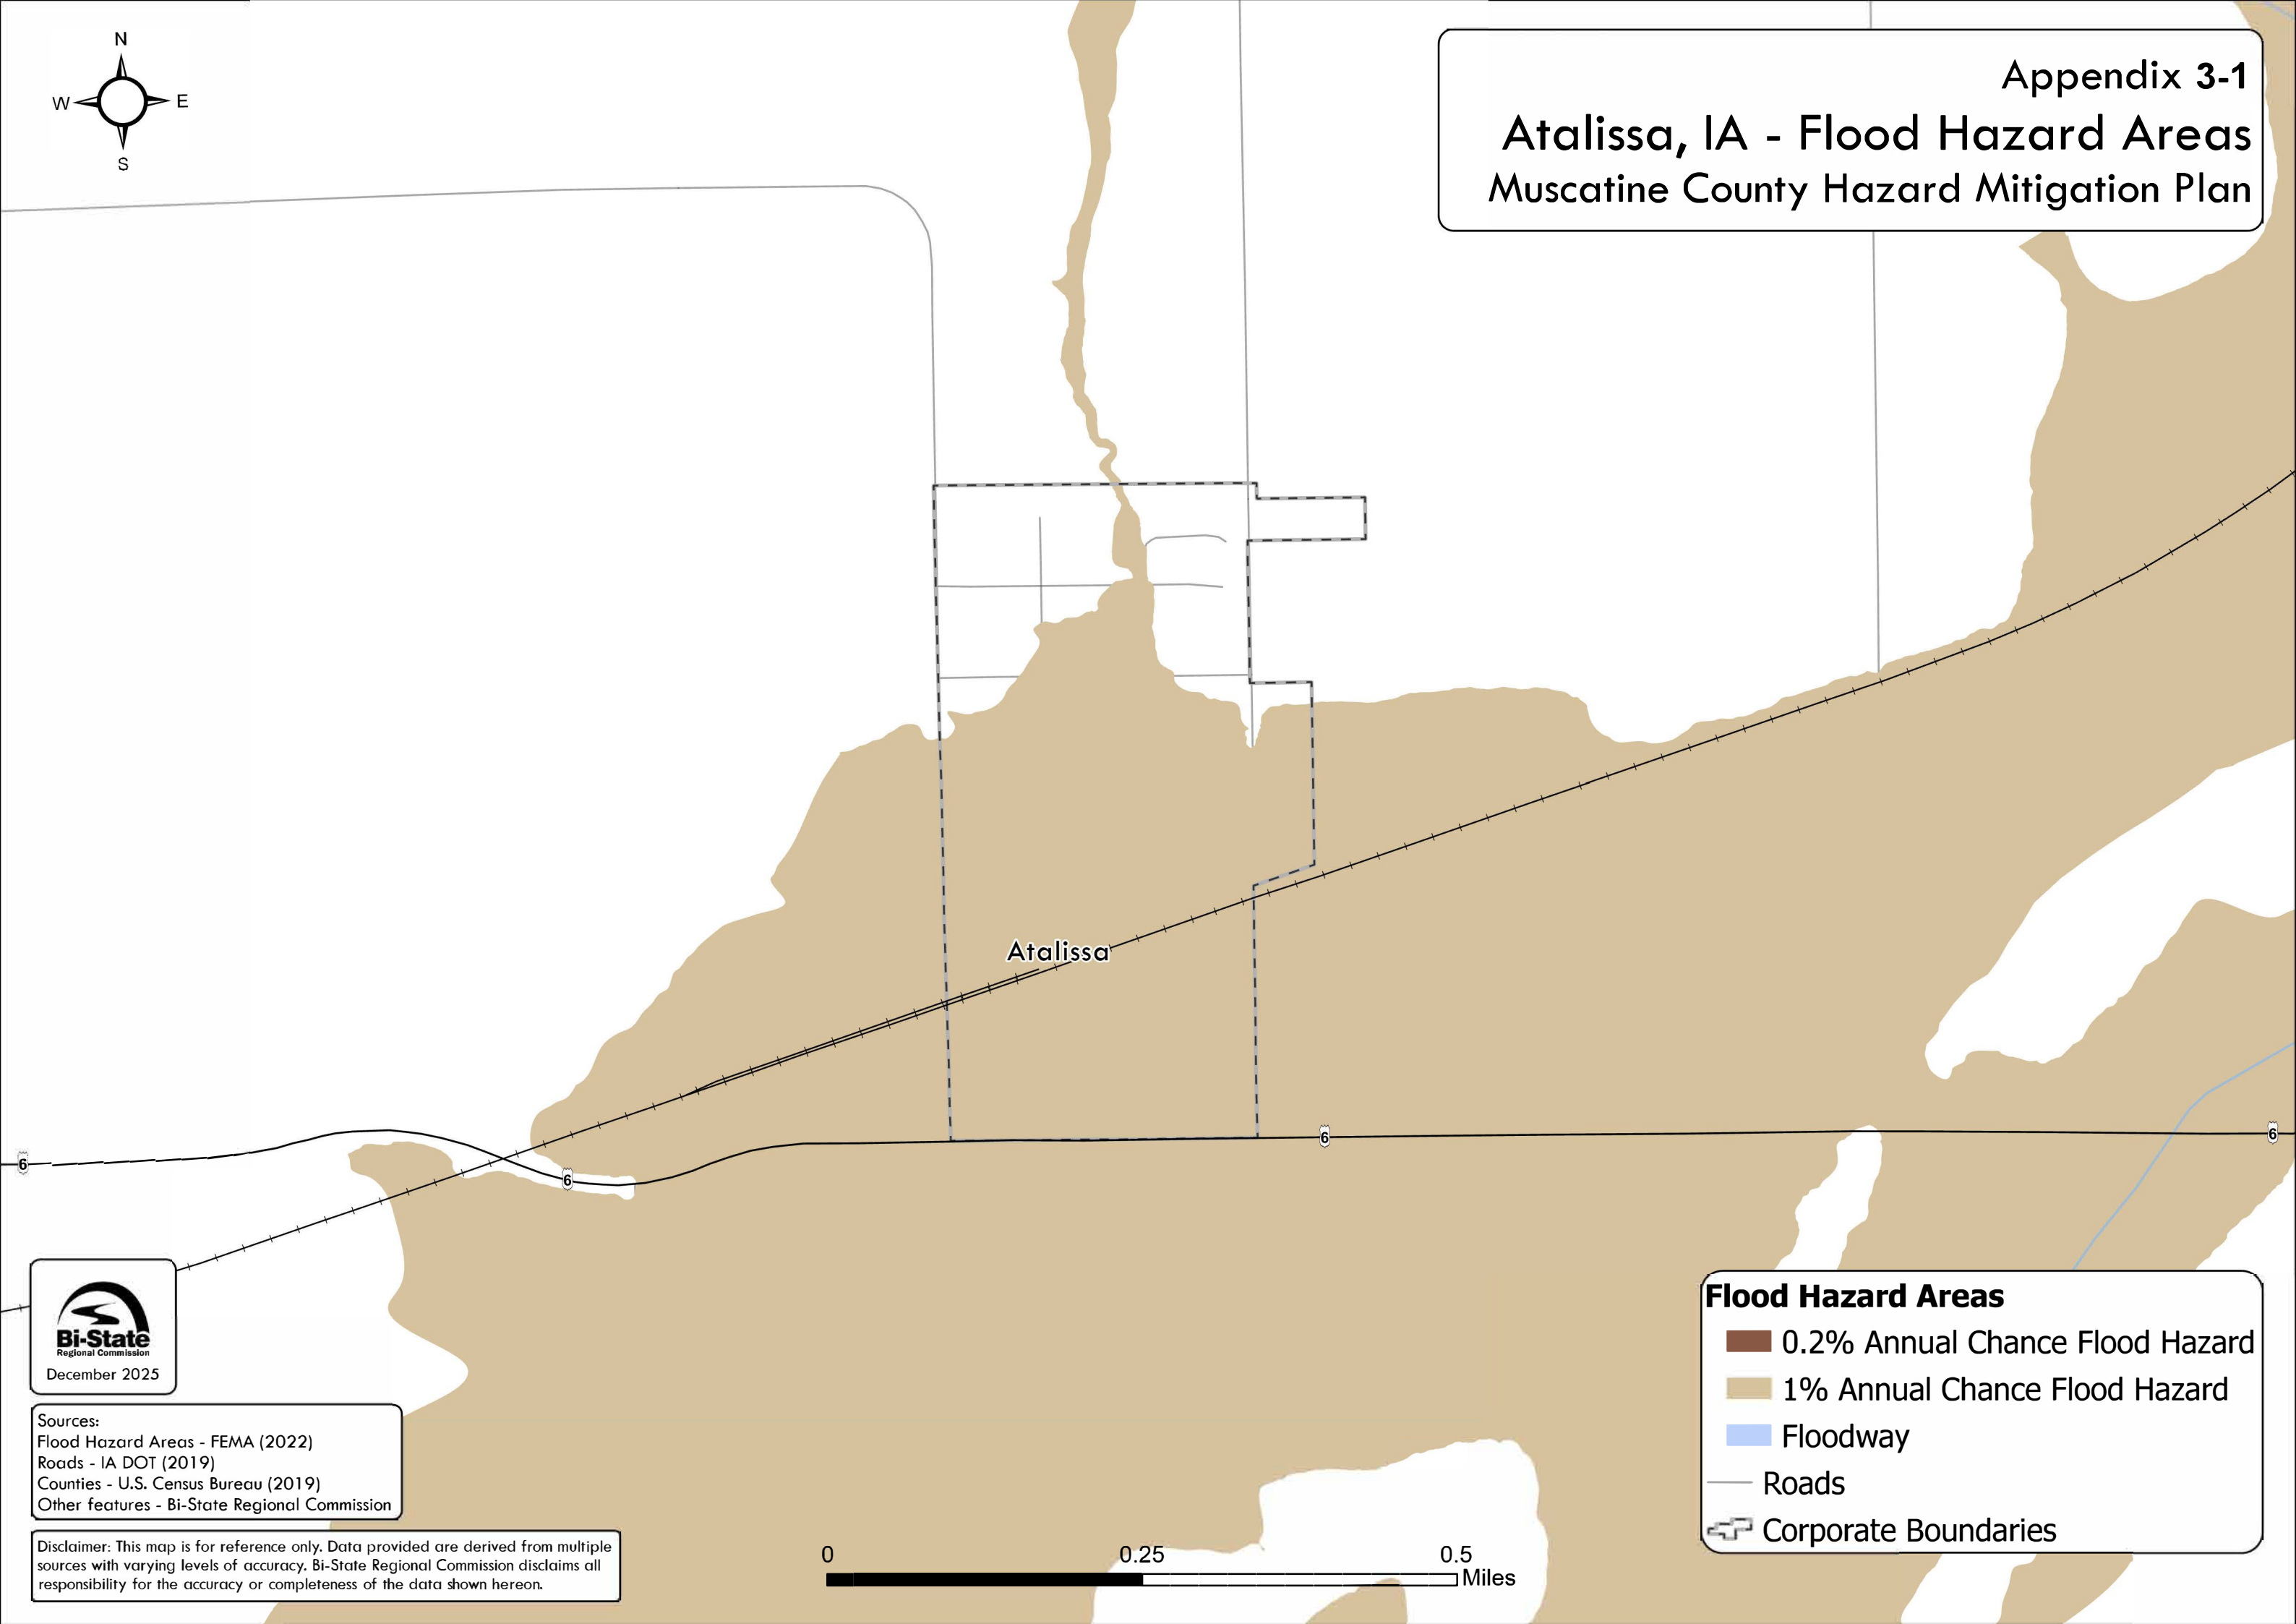 N
W E
S
Appendix 3-1
Atalissa, IA - Flood Hazard Areas
Muscatine County Hazard Mitigation Plan
Atalissa
6
6
6
6
Bi-State
Regional Commission
December 2025
Sources:
Flood Hazard Areas - FEMA (2022)
Roads - IA DOT (2019)
Counties - U.S. Census Bureau (2019)
Other features - Bi-State Regional Commission
Disclaimer: This map is for reference only. Data provided are derived from multiple
sources with varying levels of accuracy. Bi-State Regional Commission disclaims all
responsibility for the accuracy or completeness of the data shown hereon.
0 0.25 0.5
Miles
Flood Hazard Areas
0.2% Annual Chance Flood Hazard
1% Annual Chance Flood Hazard
Floodway
Roads
Corporate Boundaries